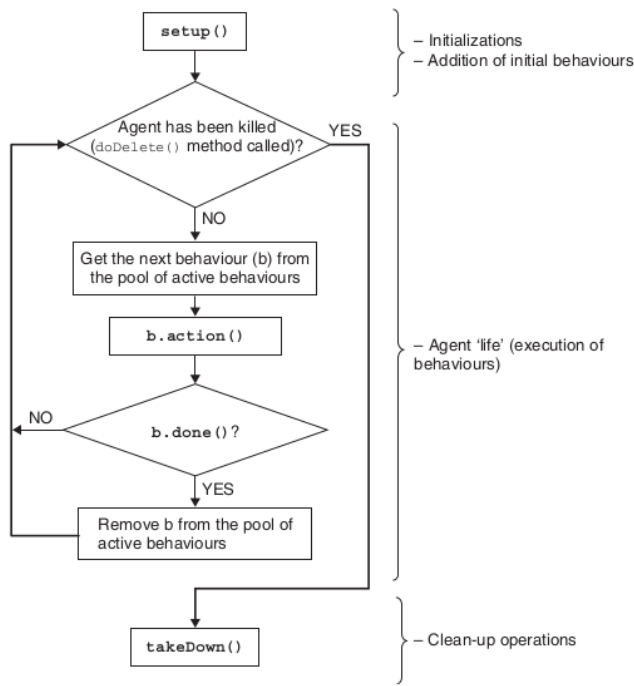 setup()
– Initializations
– Addition of initial behaviours
Agent has been killed
(doDelete() method called)?
YES
NO
Get the next behaviour (b) from
the pool of active behaviours
b.action()
– Agent ‘life’ (execution of
behaviours)
NO
b.done()?
YES
Remove b from the pool of
active behaviours
takeDown()
– Clean-up operations